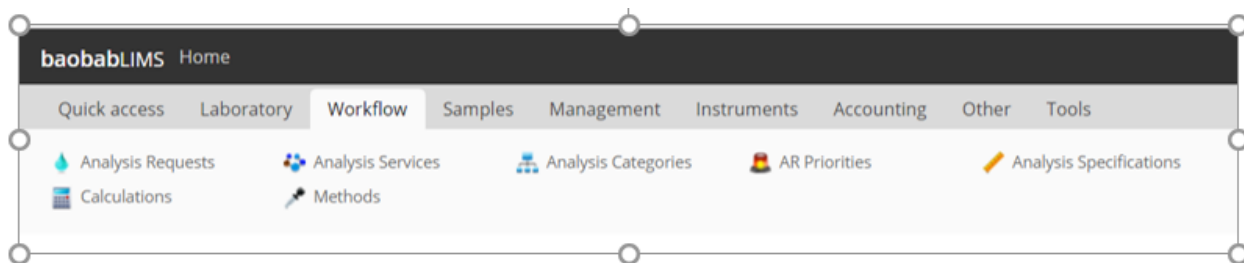 baobabLIMS Home
Quick access Laboratory Workflow Samples Management Instruments Accounting Other Tools
Analysis Requests Analysis Services Analysis Categories AR Priorities Analysis Specifications
Calculations Methods